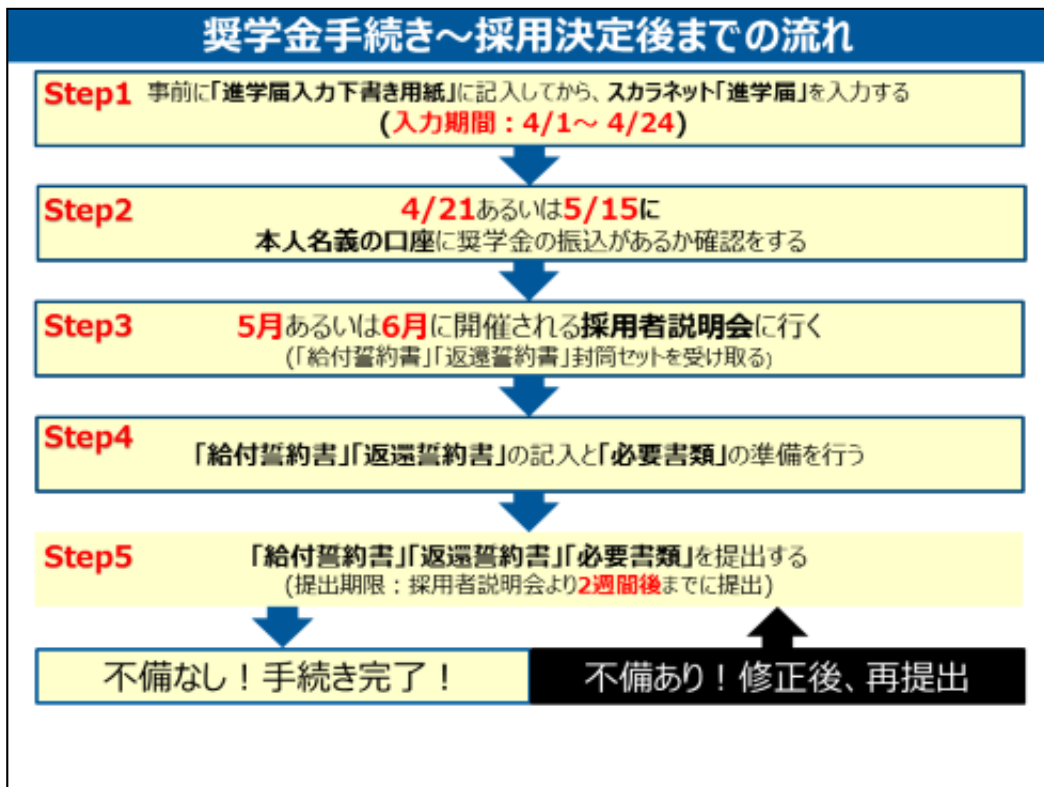 奨学金手続き～採用決定後までの流れ
Step1 事前に「進学届入力下書き用紙」に記入してから、スカラネット「進学届」を入力する
(入力期間：4/1～ 4/24)
Step2 4/21あるいは5/15に
本人名義の口座に奨学金の振込があるか確認をする
Step3 5月あるいは6月に開催される採用者説明会に行く
(「給付誓約書」「返還誓約書」封筒セットを受け取る)
Step4 「給付誓約書」「返還誓約書」の記入と「必要書類」の準備を行う
Step5 「給付誓約書」「返還誓約書」「必要書類」を提出する
(提出期限：採用者説明会より2週間後までに提出)
不備なし！手続き完了！
不備あり！修正後、再提出